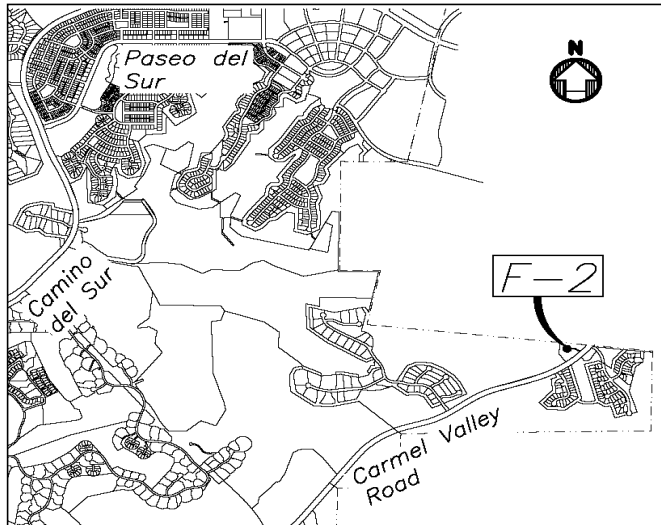 Paseo del
Sur
N
F-2
Camino
del Sur
Carmel Valley
Road